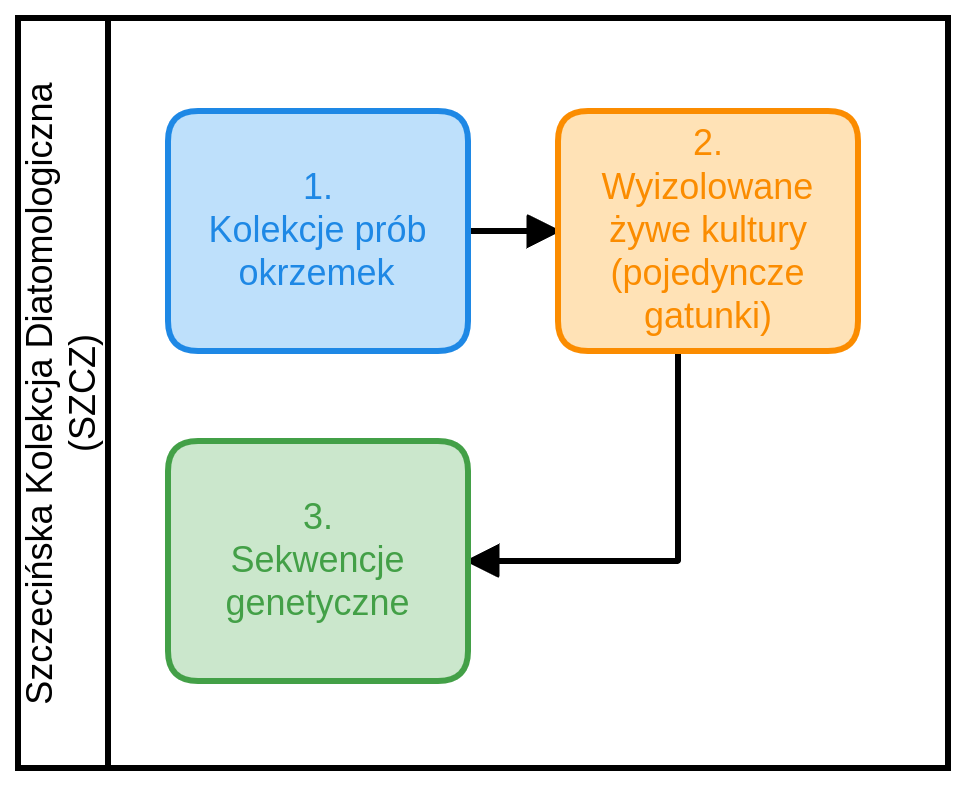 Szczecińska Kolekcja Diatomologiczna
(SZCZ)
1.
Kolekcje prób
okrzemek
2.
Wyizolowane
żywe kultury
(pojedyncze
gatunki)
3.
Sekwencje
genetyczne